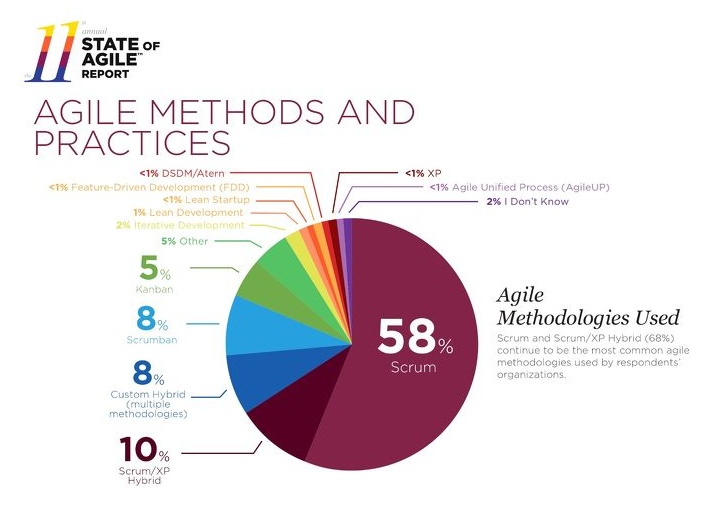 11
th
annual
STATE OF
AGILE™
REPORT
AGILE METHODS AND
PRACTICES
<1% DSDM/Atern
<1% Feature-Driven Development (FDD)
<1% Lean Startup
1% Lean Development
2% Iterative Development
5% Other
5%
Kanban
8%
Scrumban
8%
Custom Hybrid
(multiple
methodologies)
10%
Scrum/XP
Hybrid
<1% XP
<1% Agile Unified Process (AgileUP)
2% I Don't Know
58%
Scrum
Agile
Methodologies Used
Scrum and Scrum/XP Hybrid (68%)
continue to be the most common agile
methodologies used by respondents'
organizations.